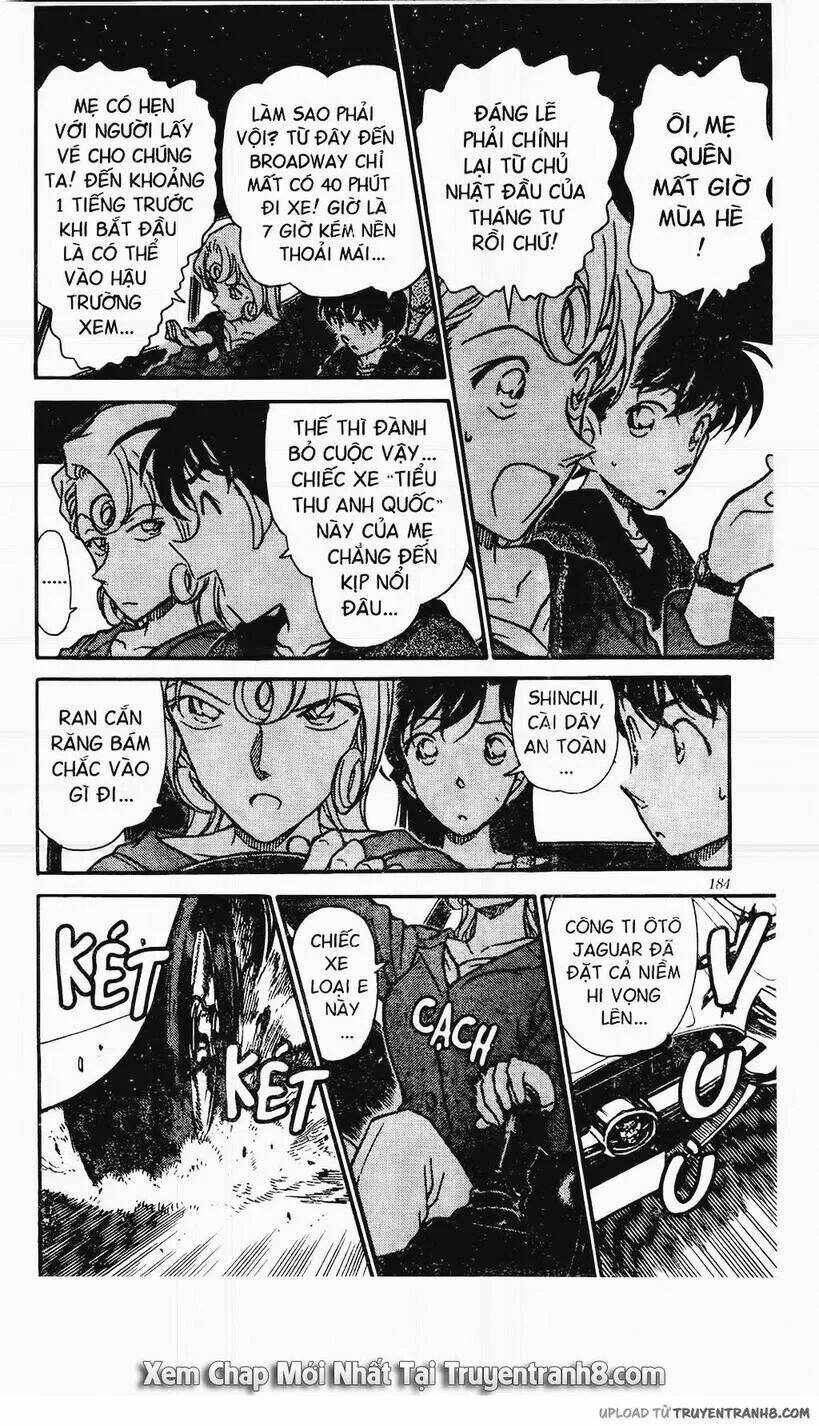 MẸ CÓ HẸN
VỚI NGƯỜI LẤY
VÉ CHO CHÚNG
TA! ĐẾN KHOẢNG
1 TIẾNG TRƯỚC
KHI BẮT ĐẦU
LÀ CÓ THỂ
VÀO HẬU
TRƯỜNG
XEM...
LÀM SAO PHẢI
VỘI? TỪ ĐÂY ĐẾN
BROADWAY CHỈ
MẤT CÓ 40 PHÚT
ĐI XE! GIỜ LÀ
7 GIỜ KÉM NÊN
THOẢI MÁI...
ĐÁNG LẼ
PHẢI CHỈNH
LẠI TỪ CHỦ
NHẬT ĐẦU CỦA
THÁNG TƯ
RỒI CHỨ!
ÔI, MẸ
QUÊN
MẤT GIỜ
MÙA HÈ
!
......
THẾ THÌ ĐÀNH
BỎ CUỘC VẬY...
CHIẾC XE "TIỂU
THƯ ANH QUỐC"
NÀY CỦA MẸ
CHẲNG ĐẾN
KỊP NỔI
ĐÂU...
RAN CẮN
RĂNG BÁM
CHẮC VÀO
GÌ ĐI...
SHINCHI,
CÀI DÂY
AN TOÀN
...
184
KÉT
KÉT
CHIẾC
XE
LOẠI E
NÀY
...
CẠCH
CÔNG TI ÔTÔ
JAGUAR ĐÃ
ĐẶT CẢ NIỀM
HI VỌNG
LÊN...
VÙÙ
Xem Chap Mới Nhất Tại Truyentranh8.com
UPLOAD TỪ TRUYENTRANH8.COM